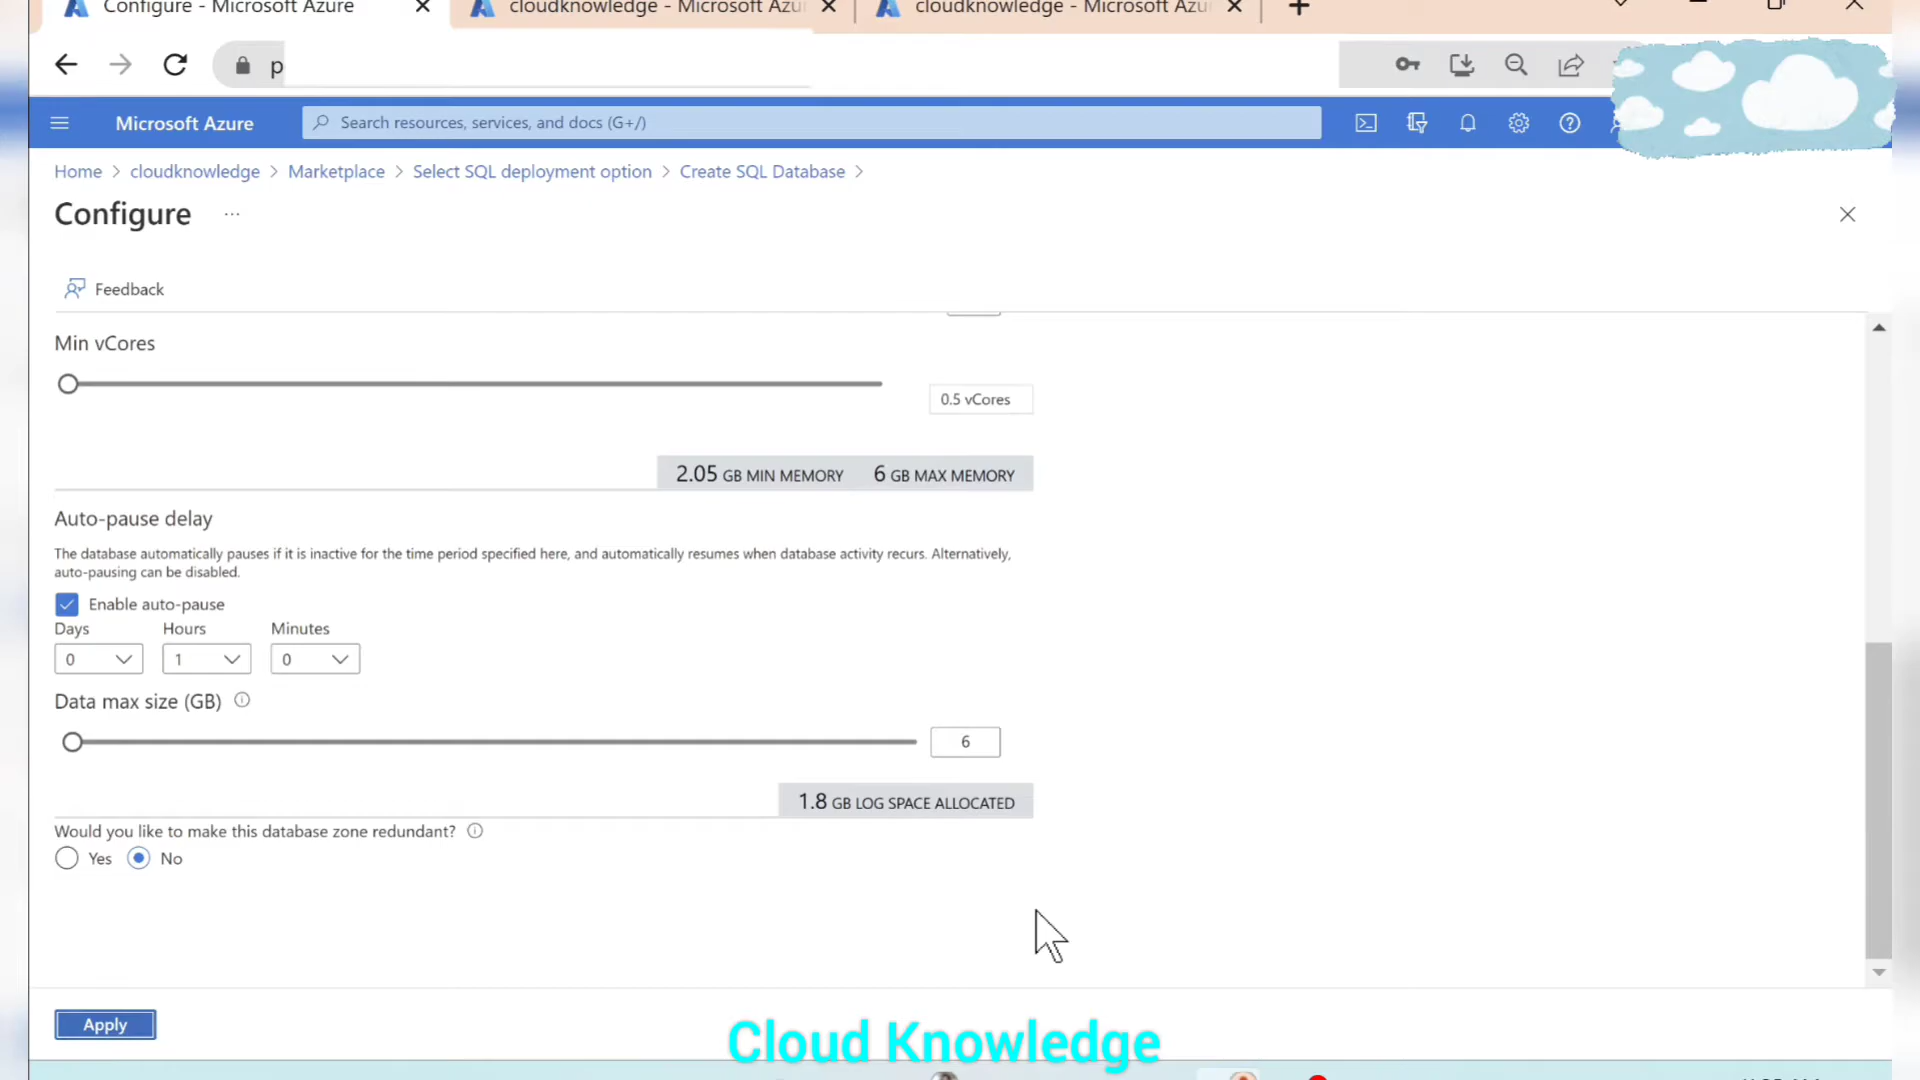 Configure - Microsoft Azure
cloudknowledge - Microsoft Azu
cloudknowledge - Microsoft Azu
p
Microsoft Azure
Search resources, services, and docs (G+/)
Home > cloudknowledge > Marketplace > Select SQL deployment option > Create SQL Database >
Configure ...
Feedback
Min vCores
0.5 vCores
2.05 GB MIN MEMORY 6 GB MAX MEMORY
Auto-pause delay
The database automatically pauses if it is inactive for the time period specified here, and automatically resumes when database activity recurs. Alternatively,
auto-pausing can be disabled.
Enable auto-pause
Days Hours Minutes
0 1 0
Data max size (GB)
6
1.8 GB LOG SPACE ALLOCATED
Would you like to make this database zone redundant?
Yes No
Apply
Cloud Knowledge